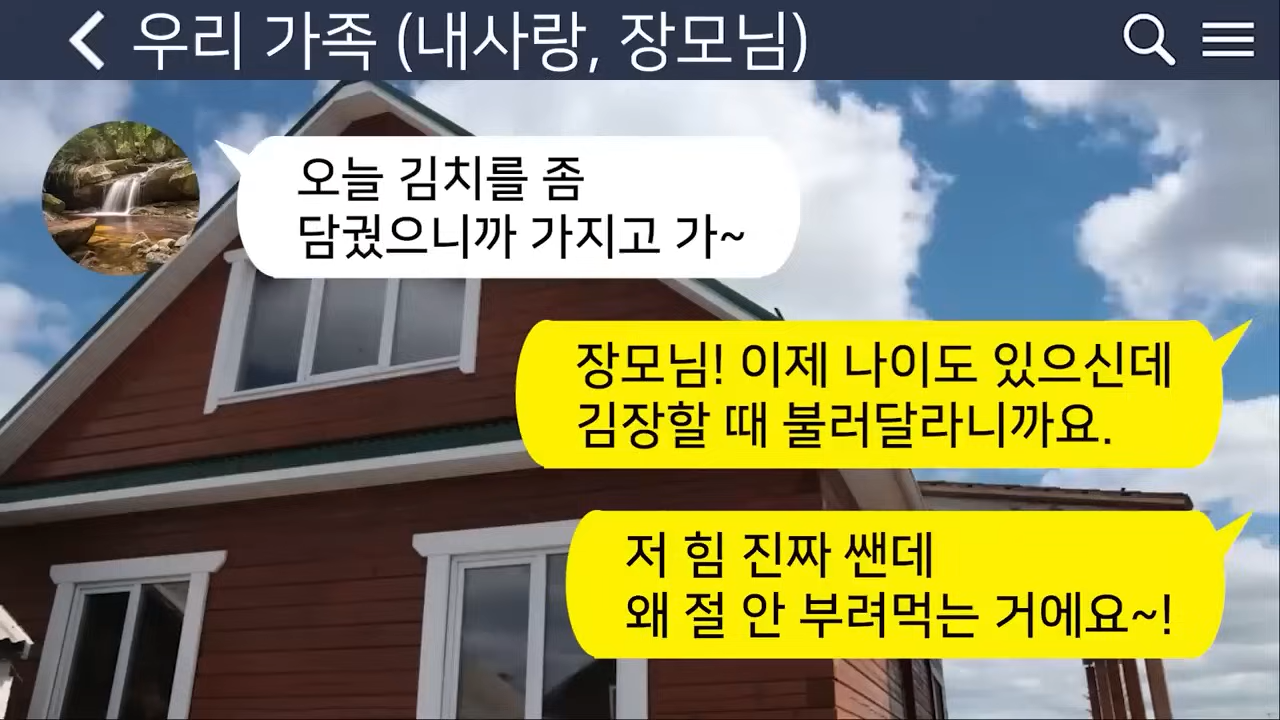 우리 가족 (내사랑, 장모님)
오늘 김치를 좀
담궜으니까 가지고 가~
장모님! 이제 나이도 있으신데
김장할 때 불러달라니까요.
저 힘 진짜 쌘데
왜 절 안 부려먹는 거에요~!